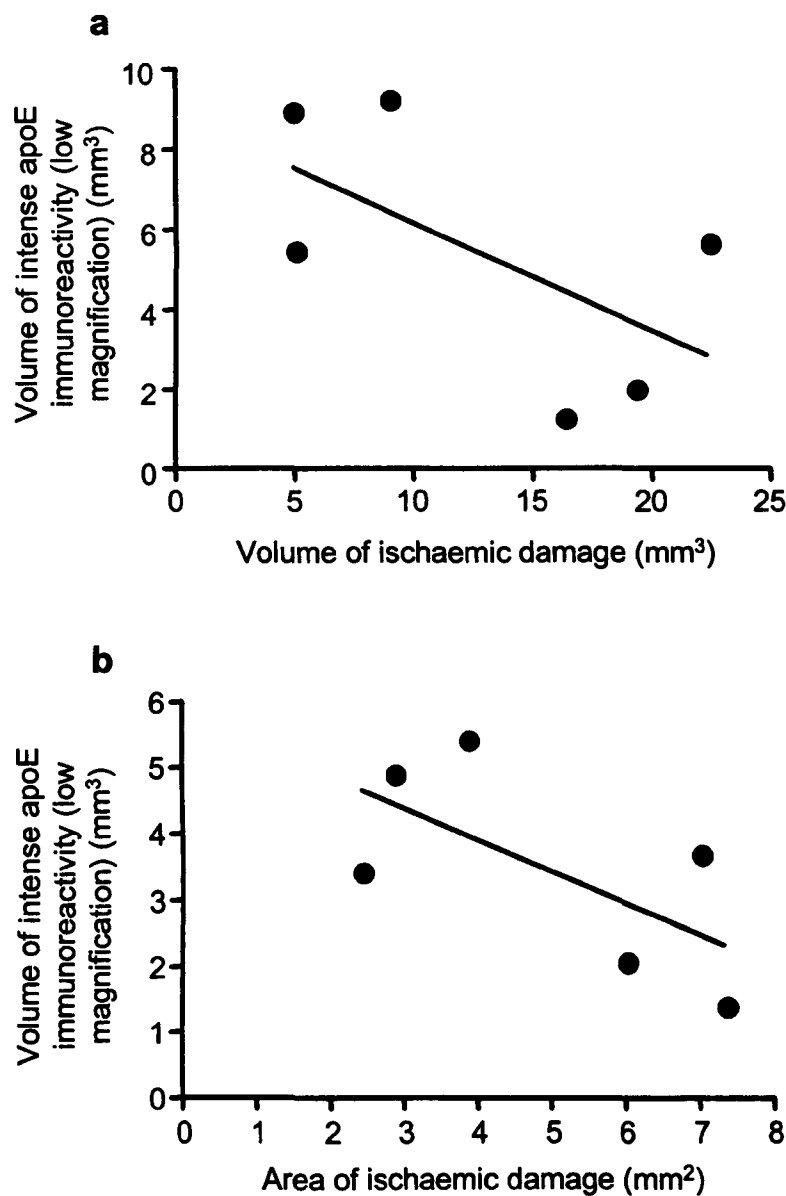 a
Volume of intense apoE
immunoreactivity (low
magnification) (mm³)
10
8
6
4
2
0
0 5 10 15 20 25
Volume of ischaemic damage (mm³)
b
Volume of intense apoE
immunoreactivity (low
magnification) (mm³)
6
5
4
3
2
1
0
0 1 2 3 4 5 6 7 8
Area of ischaemic damage (mm²)